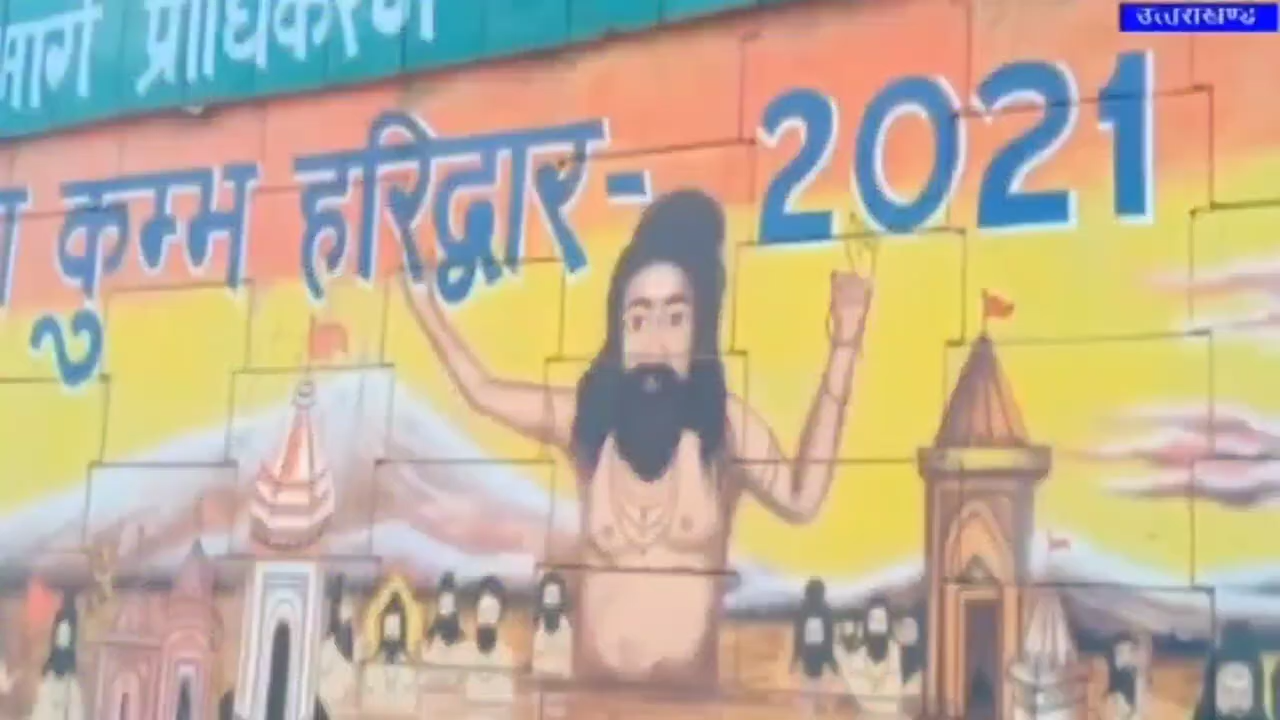 मार्ग प्राधिकरण
कुम्भ हरिद्वार- 2021
उत्तराखण्ड